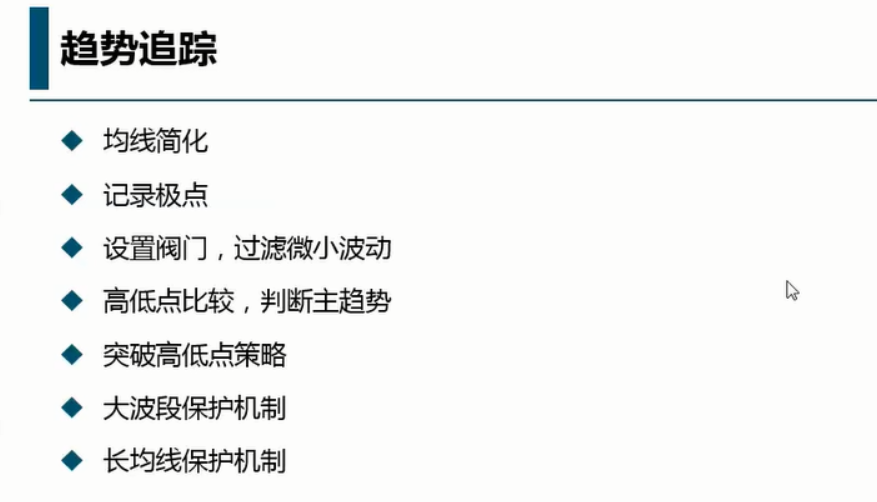 趋势追踪
均线简化
记录极点
设置阀门，过滤微小波动
高低点比较，判断主趋势
突破高低点策略
大波段保护机制
长均线保护机制